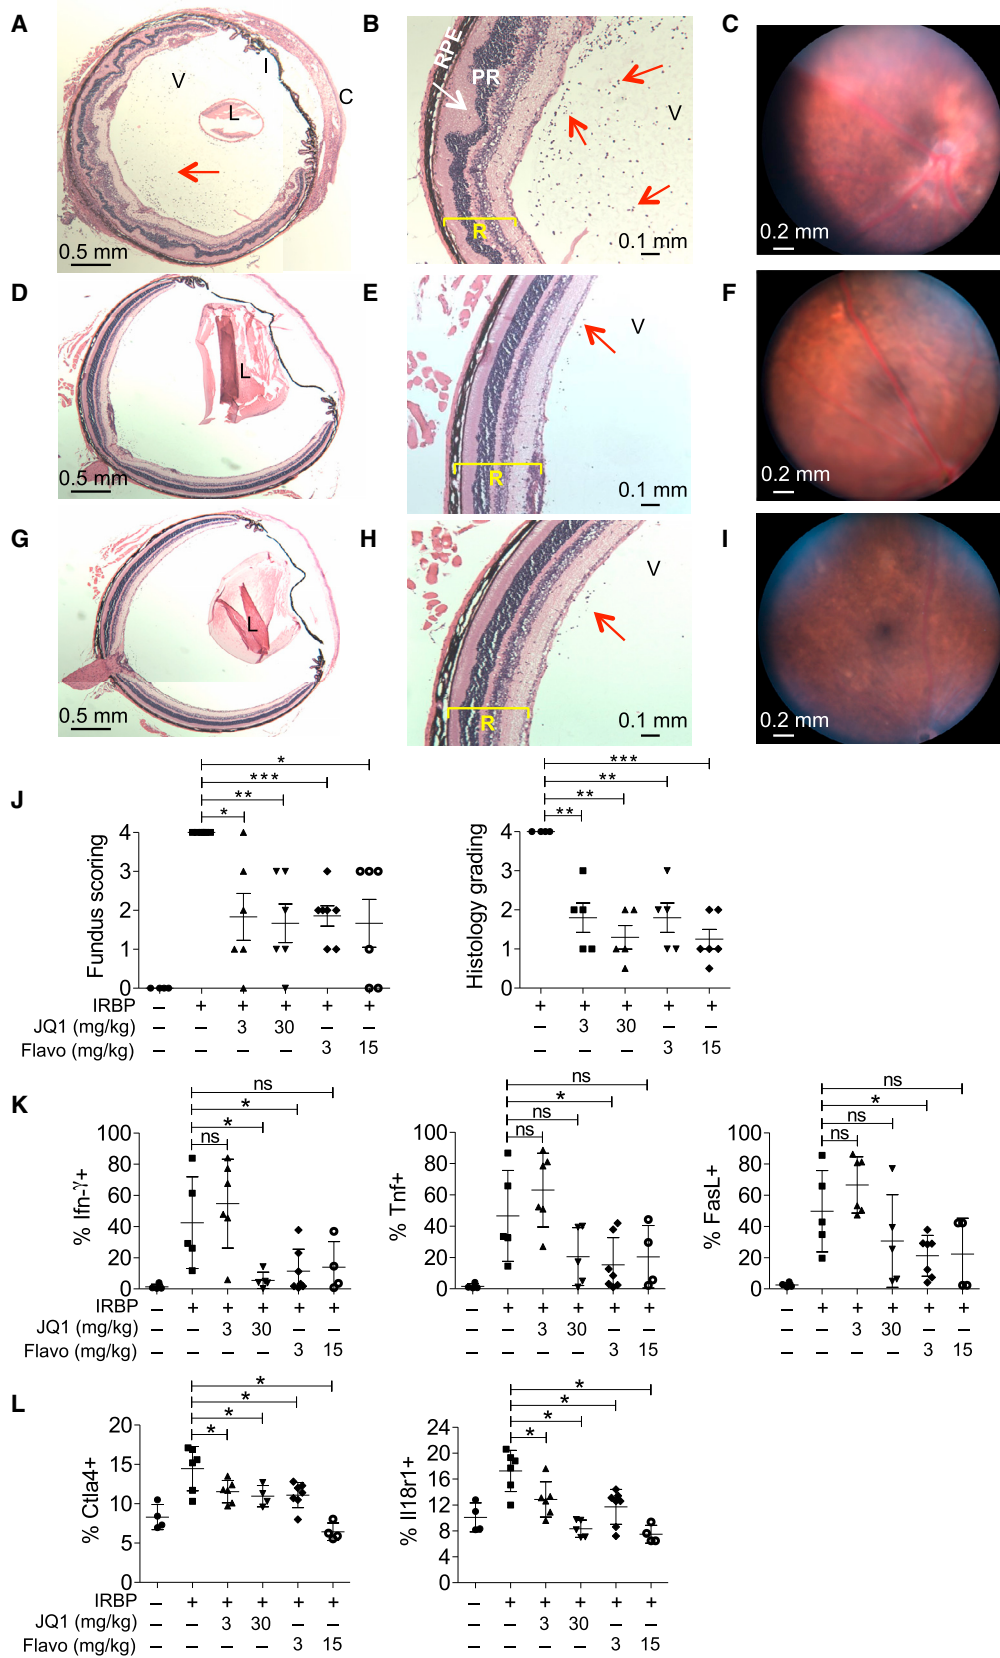 A
V
I
L
C
0.5 mm
B
RPE
PR
V
R
0.1 mm
C
0.2 mm
D
L
0.5 mm
E
V
R
0.1 mm
F
0.2 mm
G
L
0.5 mm
H
V
R
0.1 mm
I
0.2 mm
J
*
***
**
*
Fundus scoring
4
3
2
1
0
IRBP – + + + + +
JQ1 (mg/kg) – – 3 30 – –
Flavo (mg/kg) – – – – 3 15
***
**
**
**
Histology grading
4
3
2
1
0
+ + + + +
– 3 30 – –
– – – 3 15
K
ns
*
*
ns
% Ifn-γ+
100
80
60
40
20
0
IRBP – + + + + +
JQ1 (mg/kg) – – 3 30 – –
Flavo (mg/kg) – – – – 3 15
ns
*
ns
ns
% Tnf+
100
80
60
40
20
0
IRBP – + + + + +
JQ1 (mg/kg) – – 3 30 – –
Flavo (mg/kg) – – – – 3 15
ns
*
ns
ns
% FasL+
100
80
60
40
20
0
– + + + + +
– – 3 30 – –
– – – – 3 15
L
*
*
*
*
% Ctla4+
20
15
10
5
0
IRBP – + + + + +
JQ1 (mg/kg) – – 3 30 – –
Flavo (mg/kg) – – – – 3 15
*
*
*
*
% Il18r1+
24
20
16
12
8
4
0
– + + + + +
– – 3 30 – –
– – – – 3 15